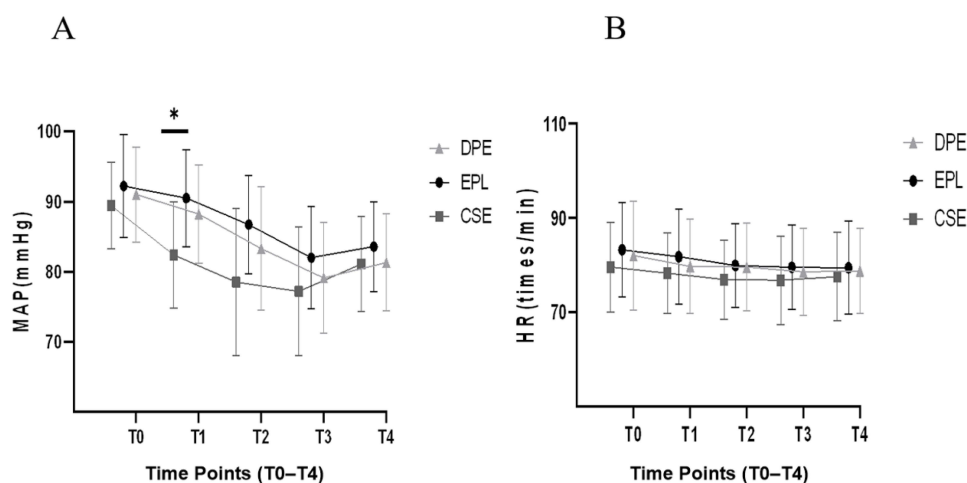 A
*
100
90
80
70
MAP(mmHg)
T0 T1 T2 T3 T4
Time Points (T0–T4)
DPE
EPL
CSE
B
110
90
70
HR(times/min)
T0 T1 T2 T3 T4
Time Points (T0–T4)
DPE
EPL
CSE